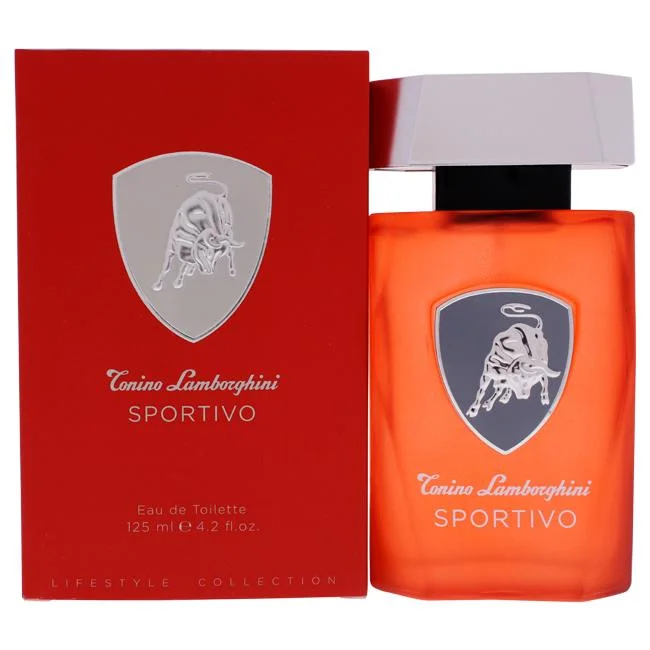 Tonino Lamborghini
SPORTIVO
Eau de Toilette
125 ml ℮ 4.2 fl.oz.
LIFESTYLE COLLECTION
Tonino Lamborghini
SPORTIVO